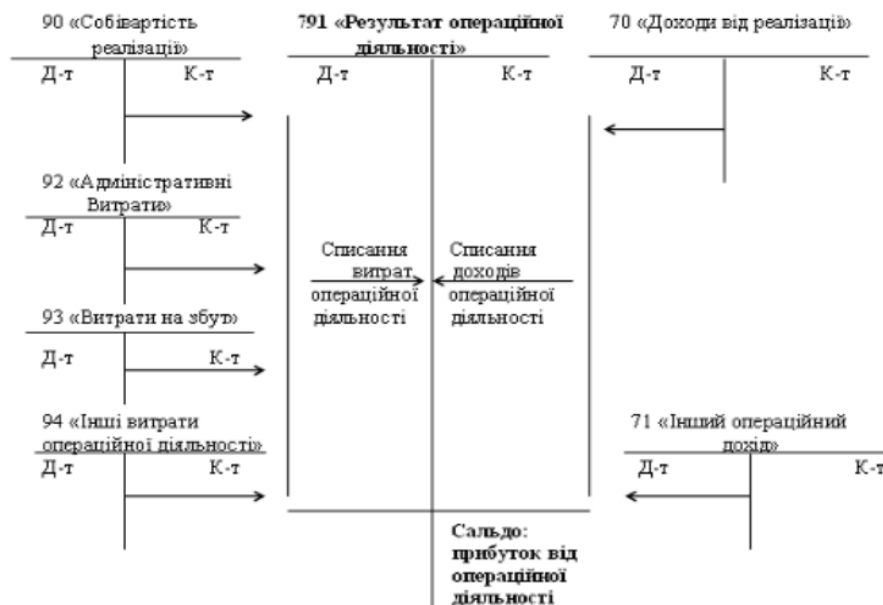 90 «Собівартість
реалізації»
791 «Результат операційної
діяльності»
70 «Доходи від реалізації»
Д-т К-т
Д-т К-т
Д-т К-т
92 «Адміністративні
Витрати»
Д-т К-т
Списання
витрат
операційної
діяльності
Списання
доходів
операційної
діяльності
93 «Витрати на збут»
Д-т К-т
94 «Інші витрати
операційної діяльності»
Д-т К-т
71 «Інший операційний
дохід»
Д-т К-т
Сальдо:
прибуток від
операційної
діяльності